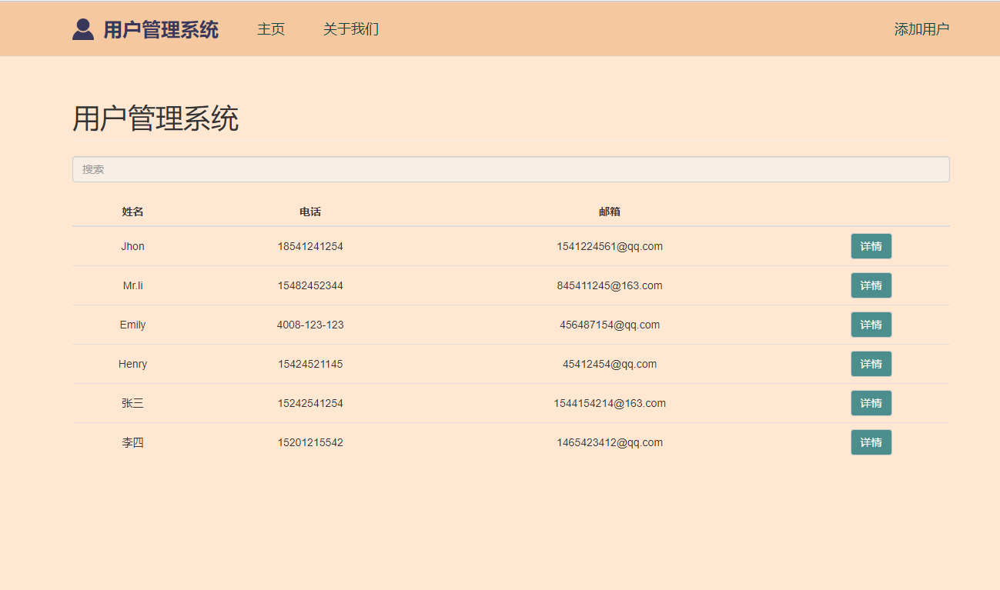 用户管理系统 主页 关于我们 添加用户
用户管理系统
搜索
姓名 电话 邮箱
Jhon 18541241254 1541224561@qq.com 详情
Mr.li 15482452344 845411245@163.com 详情
Emily 4008-123-123 456487154@qq.com 详情
Henry 15424521145 45412454@qq.com 详情
张三 15242541254 1544154214@163.com 详情
李四 15201215542 1465423412@qq.com 详情